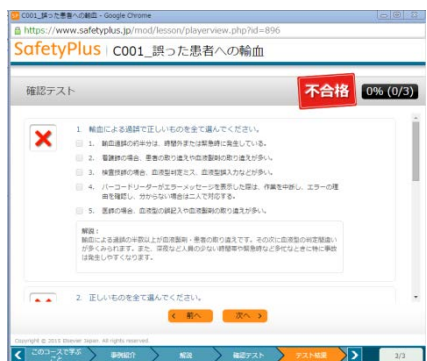 C001_誤った患者への輸血 - Google Chrome
https://www.safetyplus.jp/mod/lesson/playerview.php?id=896
SafetyPlus C001_誤った患者への輸血
確認テスト
不合格 0% (0/3)
1. 輸血による過誤で正しいものを全て選んでください。
1. 輸血過誤の約半分は、時間外または緊急時に発生している。
2. 看護師の場合、患者の取り違えや血液製剤の取り違えが多い。
3. 検査技師の場合、血液型判定ミス、血液型誤入力などが多い。
4. バーコードリーダーがエラーメッセージを表示した際は、作業を中断し、エラーの理
由を確認し、分からない場合は二人で対応する。
5. 医師の場合、血液型の誤記入や血液製剤の取り違えが多い。
解説：
輸血による過誤の半数以上が血液製剤・患者の取り違えです。その次に血液型の判定間違い
が多くみられます。また、深夜など人員の少ない時間帯や緊急時など多忙なときに特に事故
は発生しやすくなります。
2. 正しいものを全て選んでください。
前へ 次へ
Copyright © 2013 Elsevier Japan. All rights reserved
このコースで学ぶ
こと
事例紹介 解説 確認テスト テスト結果 3/3